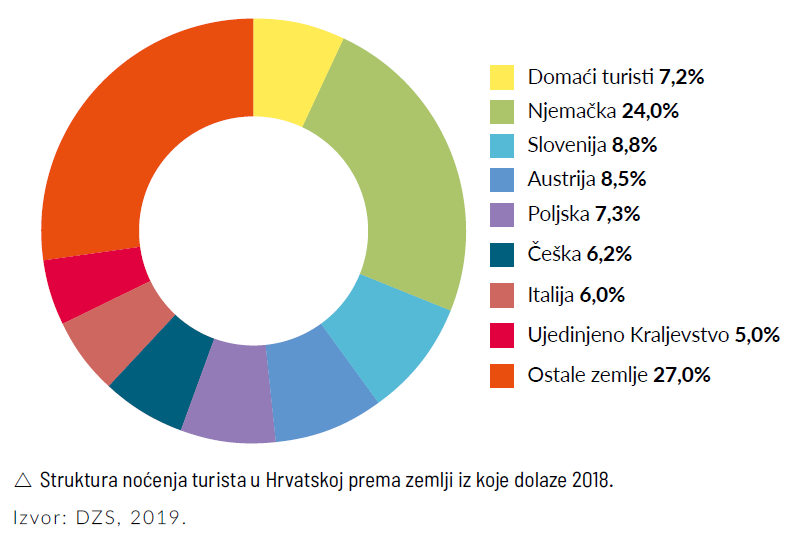 Domaći turisti 7,2%
Njemačka 24,0%
Slovenija 8,8%
Austrija 8,5%
Poljska 7,3%
Češka 6,2%
Italija 6,0%
Ujedinjeno Kraljevstvo 5,0%
Ostale zemlje 27,0%
△ Struktura noćenja turista u Hrvatskoj prema zemlji iz koje dolaze 2018.
Izvor: DZS, 2019.